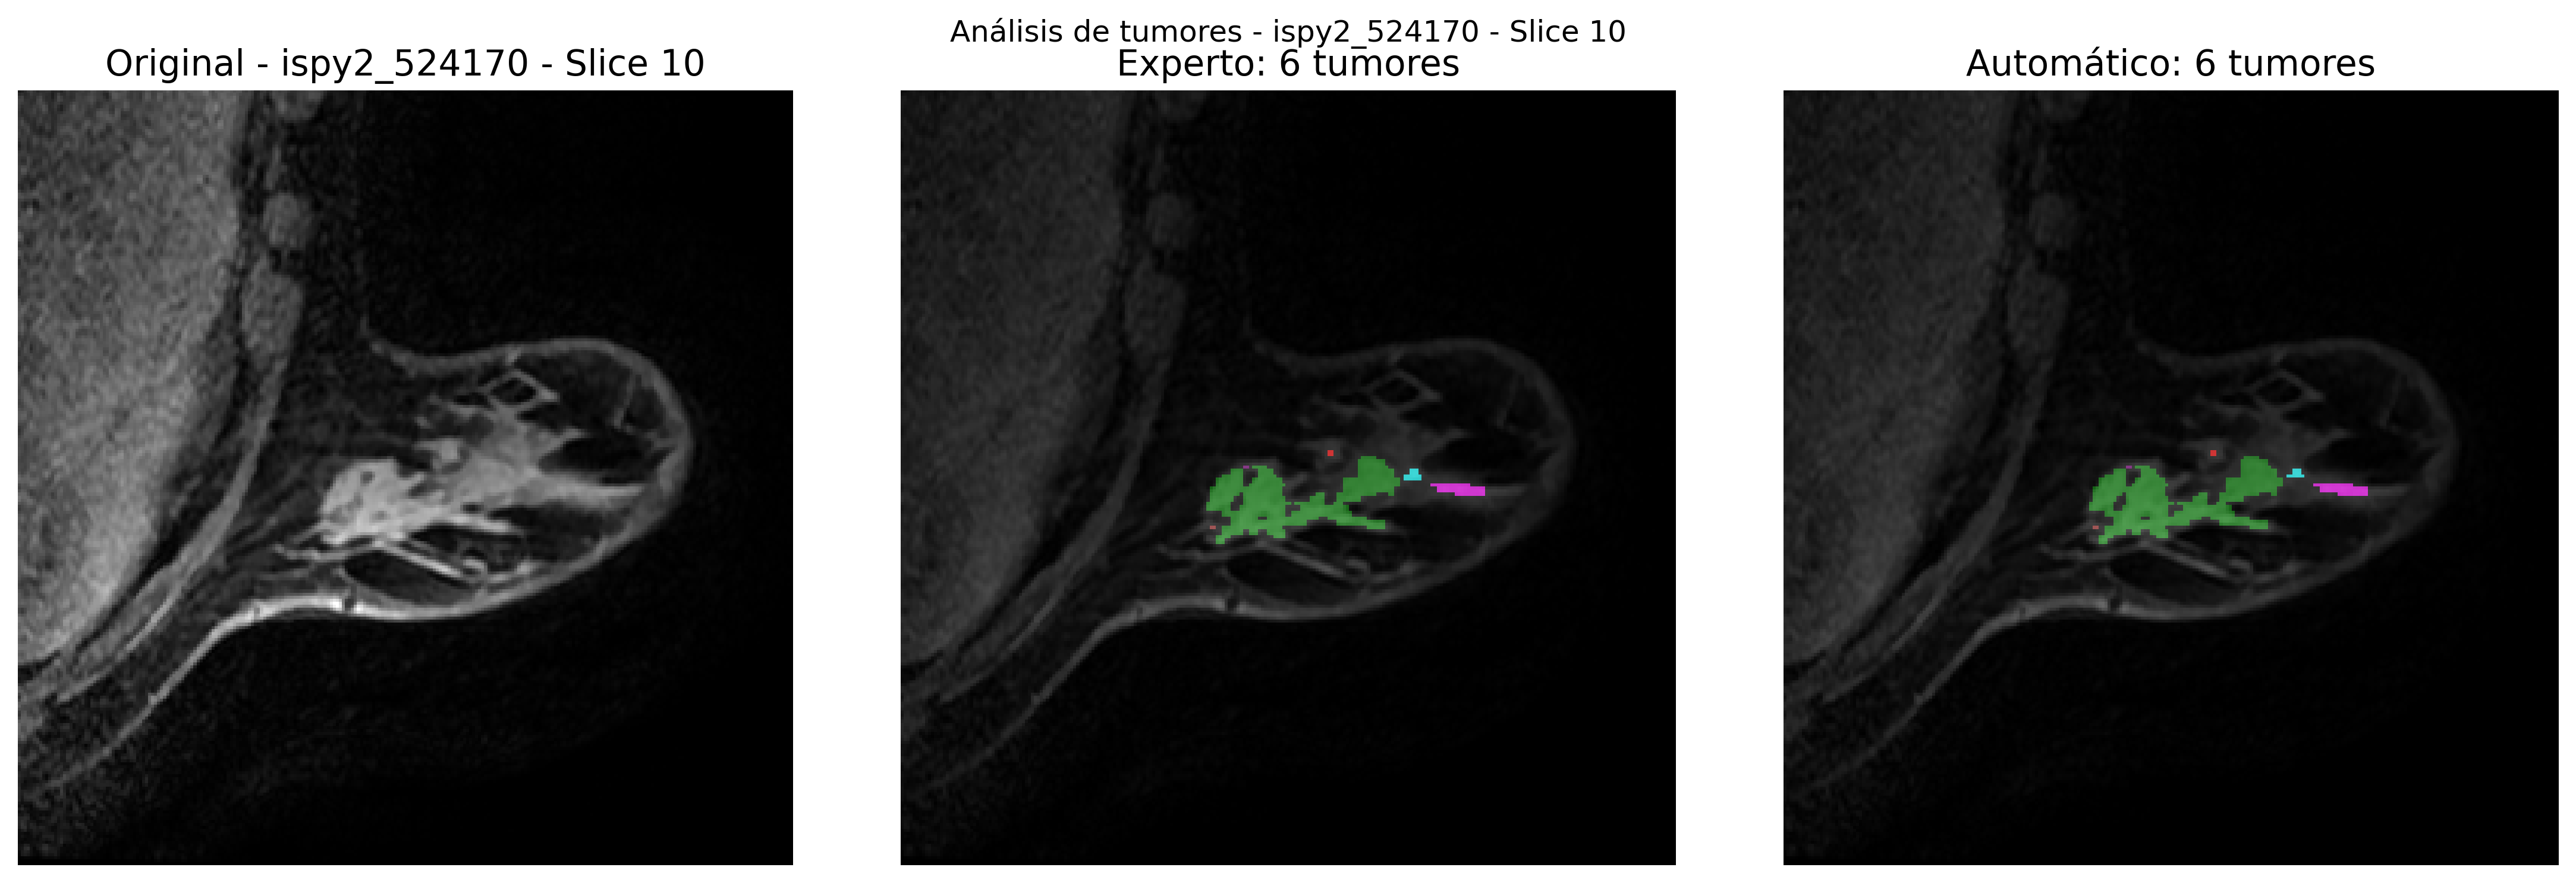 Análisis de tumores - ispy2_524170 - Slice 10
Original - ispy2_524170 - Slice 10
Experto: 6 tumores
Automático: 6 tumores